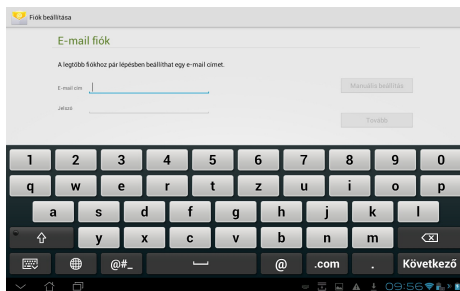 Fiók beállítása
E-mail fiók
A legtöbb fiókhoz pár lépésben beállíthat egy e-mail címet.
E-mail cím
Manuális beállítás
Jelszó
Tovább
1 2 3 4 5 6 7 8 9 0
q w e r t z u i o p
a s d f g h j k l
y x c v b n m
@#_ @ .com . Következő
09:56